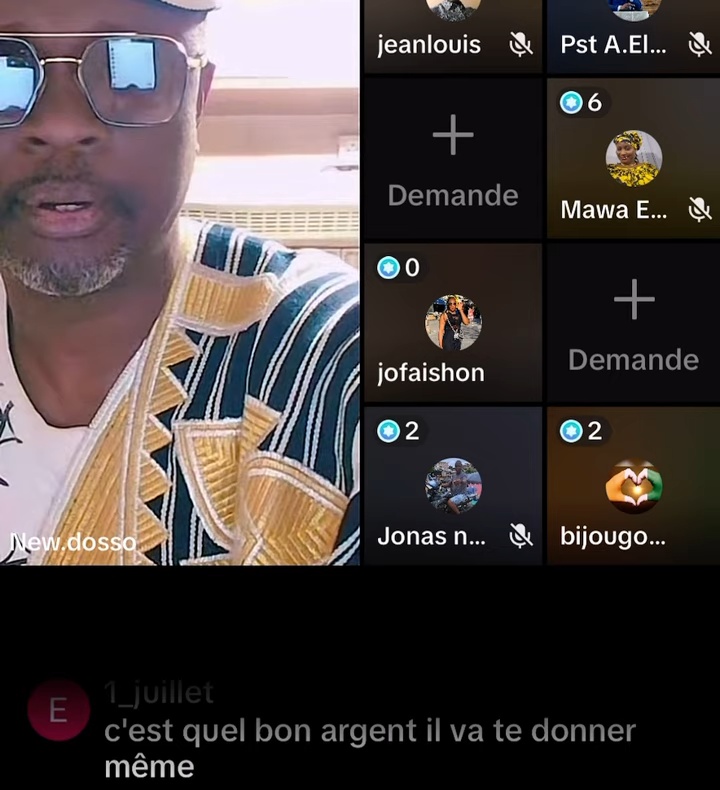 jeanlouis
Pst A.El...
Demande
6
Mawa E...
0
jofaishon
Demande
2
Jonas n...
2
bijougo...
New.dosso
E
1_juillet
c'est quel bon argent il va te donner
même